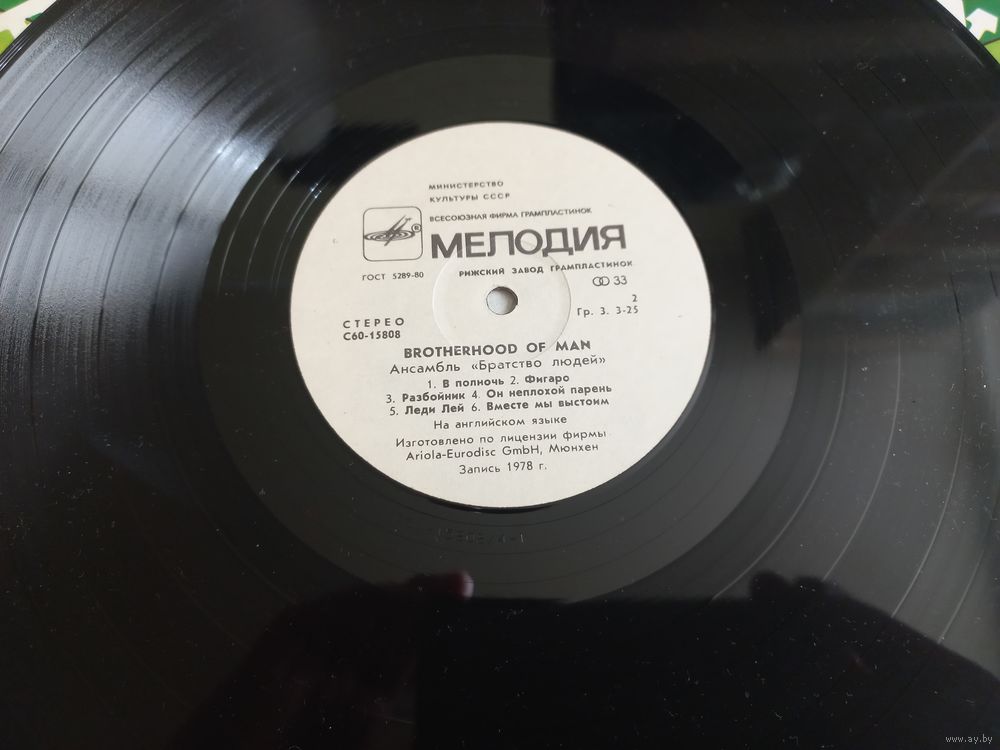 МИНИСТЕРСТВО
КУЛЬТУРЫ СССР
ВСЕСОЮЗНАЯ ФИРМА ГРАМПЛАСТИНОК
®
МЕЛОДИЯ
г.
ГОСТ 5289-80 РИЖСКИЙ ЗАВОД ГРАМПЛАСТИНОК
33
2
СТЕРЕО Гр. 3. 3-25
С60-15808
BROTHERHOOD OF MAN
Ансамбль «Братство людей»
1. В полночь 2. Фигаро
3. Разбойник 4. Он неплохой парень
5. Леди Лей 6. Вместе мы выстоим
На английском языке
Изготовлено по лицензии фирмы
Ariola-Eurodisc GmbH, Мюнхен
Запись 1978 г.
www.ay.by